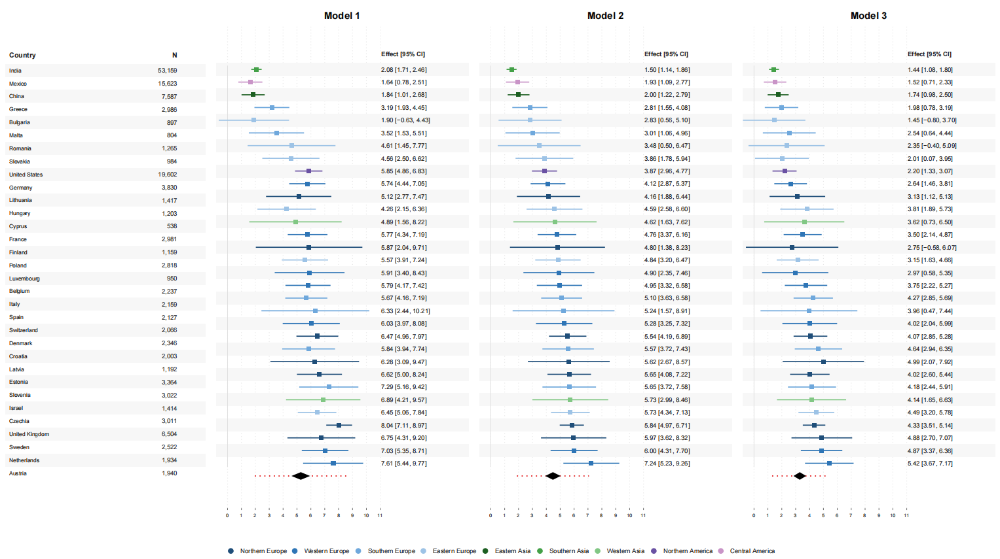 Model 1 Model 2 Model 3
Country N Effect [95% CI] Effect [95% CI] Effect [95% CI]
India 53,159 2.08 [1.71, 2.46] 1.50 [1.14, 1.86] 1.44 [1.08, 1.80]
Mexico 15,623 1.64 [0.78, 2.51] 1.93 [1.09, 2.77] 1.52 [0.71, 2.33]
China 7,587 1.84 [1.01, 2.68] 2.00 [1.22, 2.79] 1.74 [0.98, 2.50]
Greece 2,986 3.19 [1.93, 4.45] 2.81 [1.55, 4.08] 1.98 [0.78, 3.19]
Bulgaria 897 1.90 [−0.63, 4.43] 2.83 [0.56, 5.10] 1.45 [−0.80, 3.70]
Malta 804 3.52 [1.53, 5.51] 3.01 [1.06, 4.96] 2.54 [0.64, 4.44]
Romania 1,265 4.61 [1.45, 7.77] 3.48 [0.50, 6.47] 2.35 [−0.40, 5.09]
Slovakia 984 4.56 [2.50, 6.62] 3.86 [1.78, 5.94] 2.01 [0.07, 3.95]
United States 19,602 5.85 [4.86, 6.83] 3.87 [2.96, 4.77] 2.20 [1.33, 3.07]
Germany 3,830 5.74 [4.44, 7.05] 4.12 [2.87, 5.37] 2.64 [1.46, 3.81]
Lithuania 1,417 5.12 [2.77, 7.47] 4.16 [1.88, 6.44] 3.13 [1.12, 5.13]
Hungary 1,203 4.26 [2.15, 6.36] 4.59 [2.58, 6.60] 3.81 [1.89, 5.73]
Cyprus 538 4.89 [1.56, 8.22] 4.62 [1.63, 7.62] 3.62 [0.73, 6.50]
France 2,981 5.77 [4.34, 7.19] 4.76 [3.37, 6.16] 3.50 [2.14, 4.87]
Finland 1,159 5.87 [2.04, 9.71] 4.80 [1.38, 8.23] 2.75 [−0.58, 6.07]
Poland 2,818 5.57 [3.91, 7.24] 4.84 [3.20, 6.47] 3.15 [1.63, 4.66]
Luxembourg 950 5.91 [3.40, 8.43] 4.90 [2.35, 7.46] 2.97 [0.58, 5.35]
Belgium 2,237 5.79 [4.17, 7.42] 4.95 [3.32, 6.58] 3.75 [2.22, 5.27]
Italy 2,159 5.67 [4.16, 7.19] 5.10 [3.63, 6.58] 4.27 [2.85, 5.69]
Spain 2,127 6.33 [2.44, 10.21] 5.24 [1.57, 8.91] 3.96 [0.47, 7.44]
Switzerland 2,066 6.03 [3.97, 8.08] 5.28 [3.25, 7.32] 4.02 [2.04, 5.99]
Denmark 2,346 6.47 [4.96, 7.97] 5.54 [4.19, 6.89] 4.07 [2.85, 5.28]
Croatia 2,003 5.84 [3.94, 7.74] 5.57 [3.72, 7.43] 4.64 [2.94, 6.35]
Latvia 1,192 6.28 [3.09, 9.47] 5.62 [2.67, 8.57] 4.99 [2.07, 7.92]
Estonia 3,364 6.62 [5.00, 8.24] 5.65 [4.08, 7.22] 4.02 [2.60, 5.44]
Slovenia 3,022 7.29 [5.16, 9.42] 5.65 [3.72, 7.58] 4.18 [2.44, 5.91]
Israel 1,414 6.89 [4.21, 9.57] 5.73 [2.99, 8.46] 4.14 [1.65, 6.63]
Czechia 3,011 6.45 [5.06, 7.84] 5.73 [4.34, 7.13] 4.49 [3.20, 5.78]
United Kingdom 6,504 8.04 [7.11, 8.97] 5.84 [4.97, 6.71] 4.33 [3.51, 5.14]
Sweden 2,522 6.75 [4.31, 9.20] 5.97 [3.62, 8.32] 4.88 [2.70, 7.07]
Netherlands 1,934 7.03 [5.35, 8.71] 6.00 [4.31, 7.70] 4.87 [3.37, 6.36]
Austria 1,940 7.61 [5.44, 9.77] 7.24 [5.23, 9.26] 5.42 [3.67, 7.17]
0 1 2 3 4 5 6 7 8 9 10 11 0 1 2 3 4 5 6 7 8 9 10 11 0 1 2 3 4 5 6 7 8 9 10 11
Northern Europe Western Europe Southern Europe Eastern Europe Eastern Asia Southern Asia Western Asia Northern America Central America